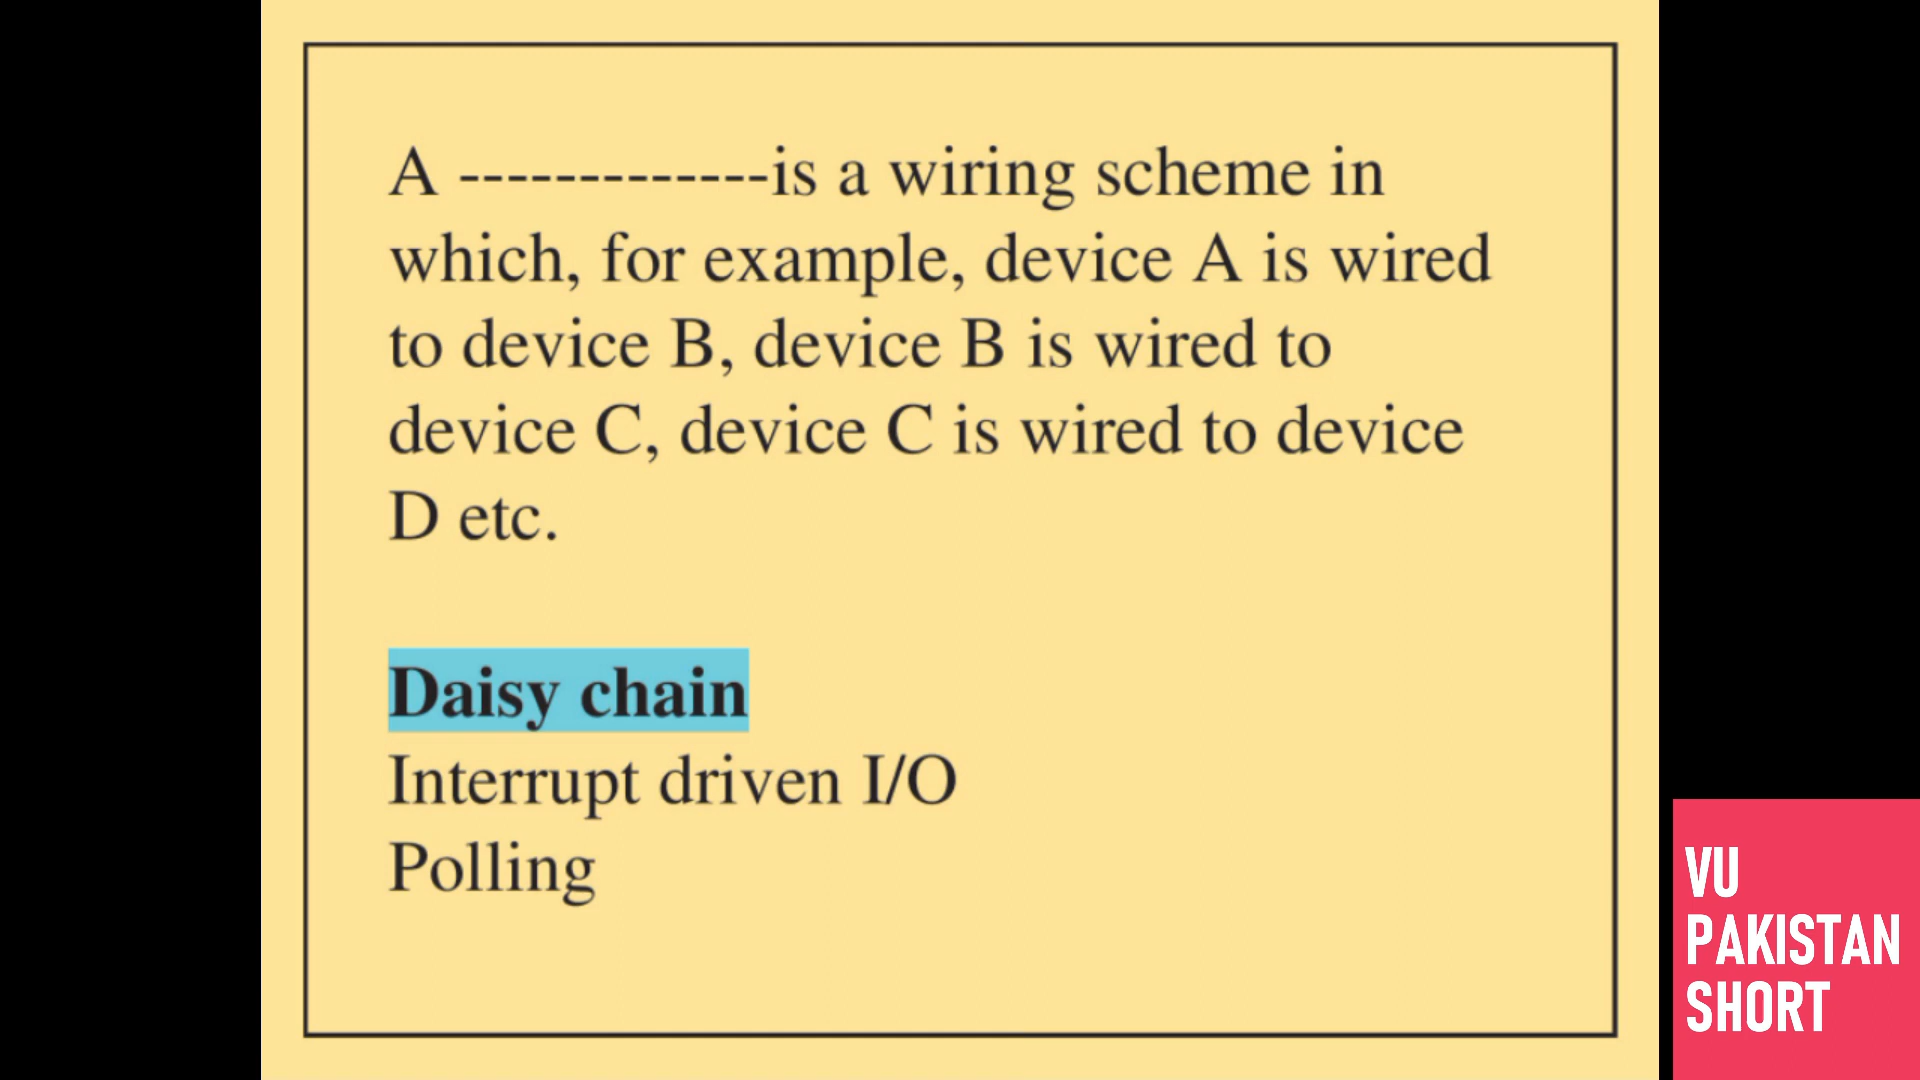 A -------------is a wiring scheme in
which, for example, device A is wired
to device B, device B is wired to
device C, device C is wired to device
D etc.
Daisy chain
Interrupt driven I/O
Polling
VU
PAKISTAN
SHORT